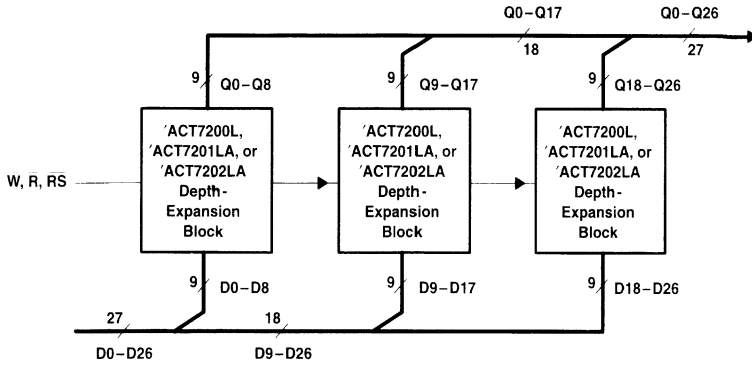 Q0–Q17 Q0–Q26
18 27
9 Q0–Q8 9 Q9–Q17 9 Q18–Q26
′ACT7200L,
′ACT7201LA, or
′ACT7202LA
Depth-
Expansion
Block
′ACT7200L,
′ACT7201LA, or
′ACT7202LA
Depth-
Expansion
Block
′ACT7200L,
′ACT7201LA, or
′ACT7202LA
Depth-
Expansion
Block
W, R̅, R̅S̅
9 D0–D8 9 D9–D17 9 D18–D26
27 18
D0–D26 D9–D26